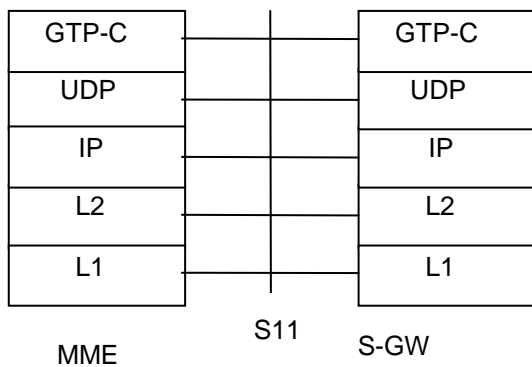 GTP-C GTP-C
UDP UDP
IP IP
L2 L2
L1 L1
MME S11 S-GW